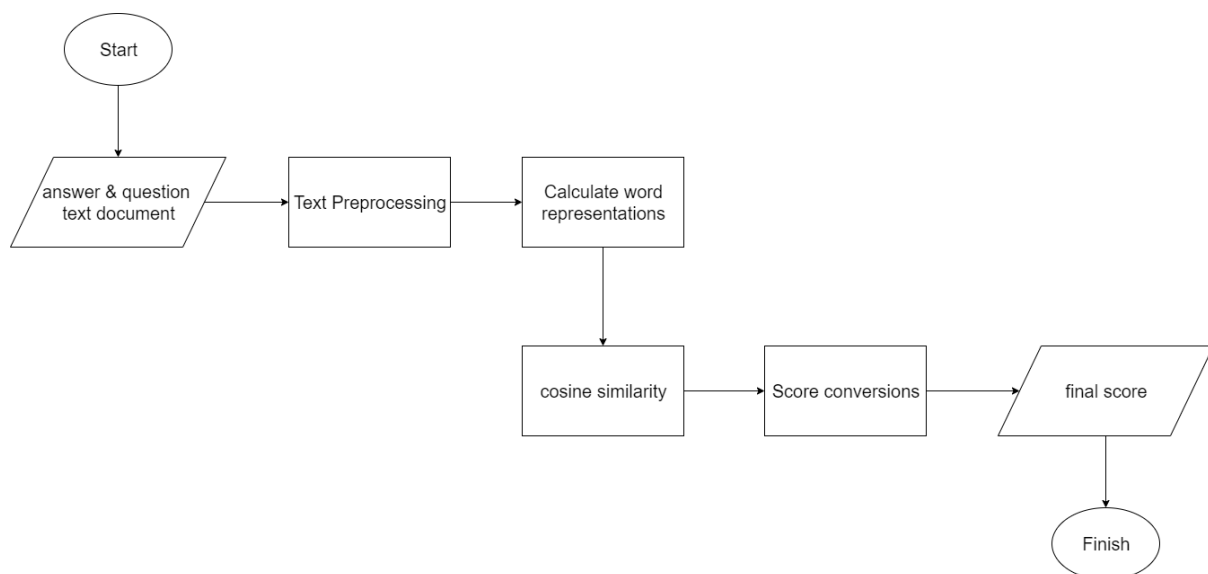 Start
answer & question
text document
Text Preprocessing
Calculate word
representations
cosine similarity
Score conversions
final score
Finish